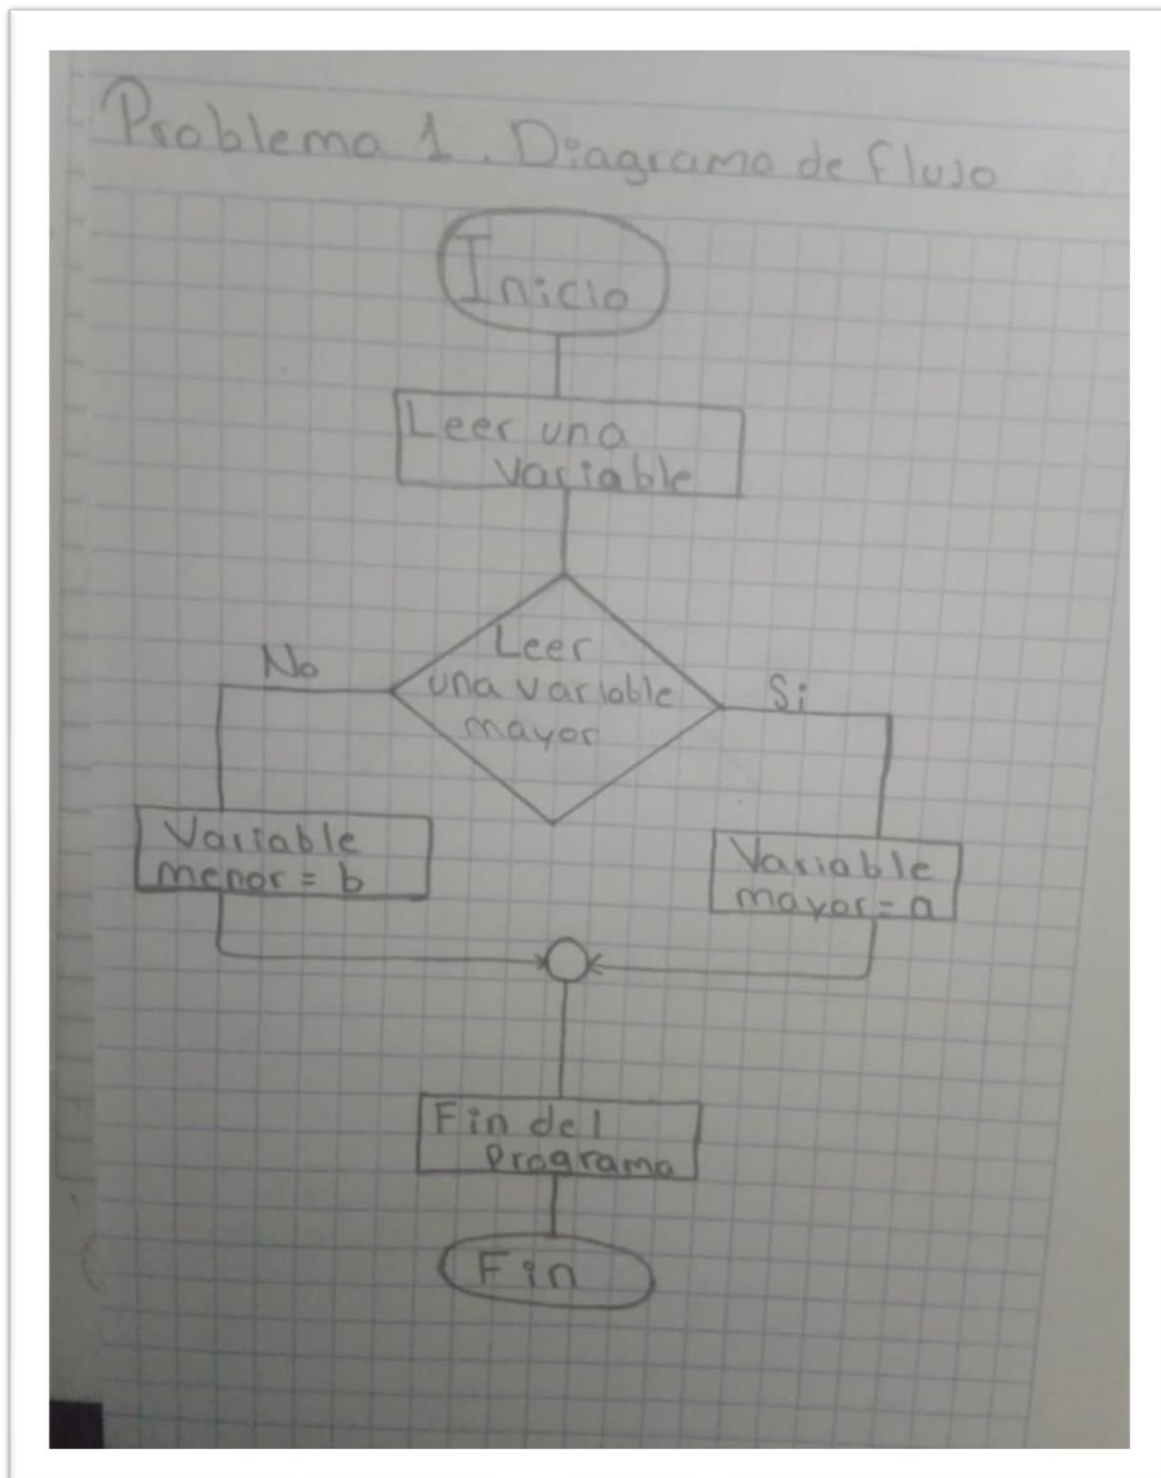 Problema 1. Diagrama de flujo
Inicio
Leer una
variable
Leer
una variable
mayor
No
Si
Variable
menor = b
Variable
mayor = a
Fin del
Programa
Fin